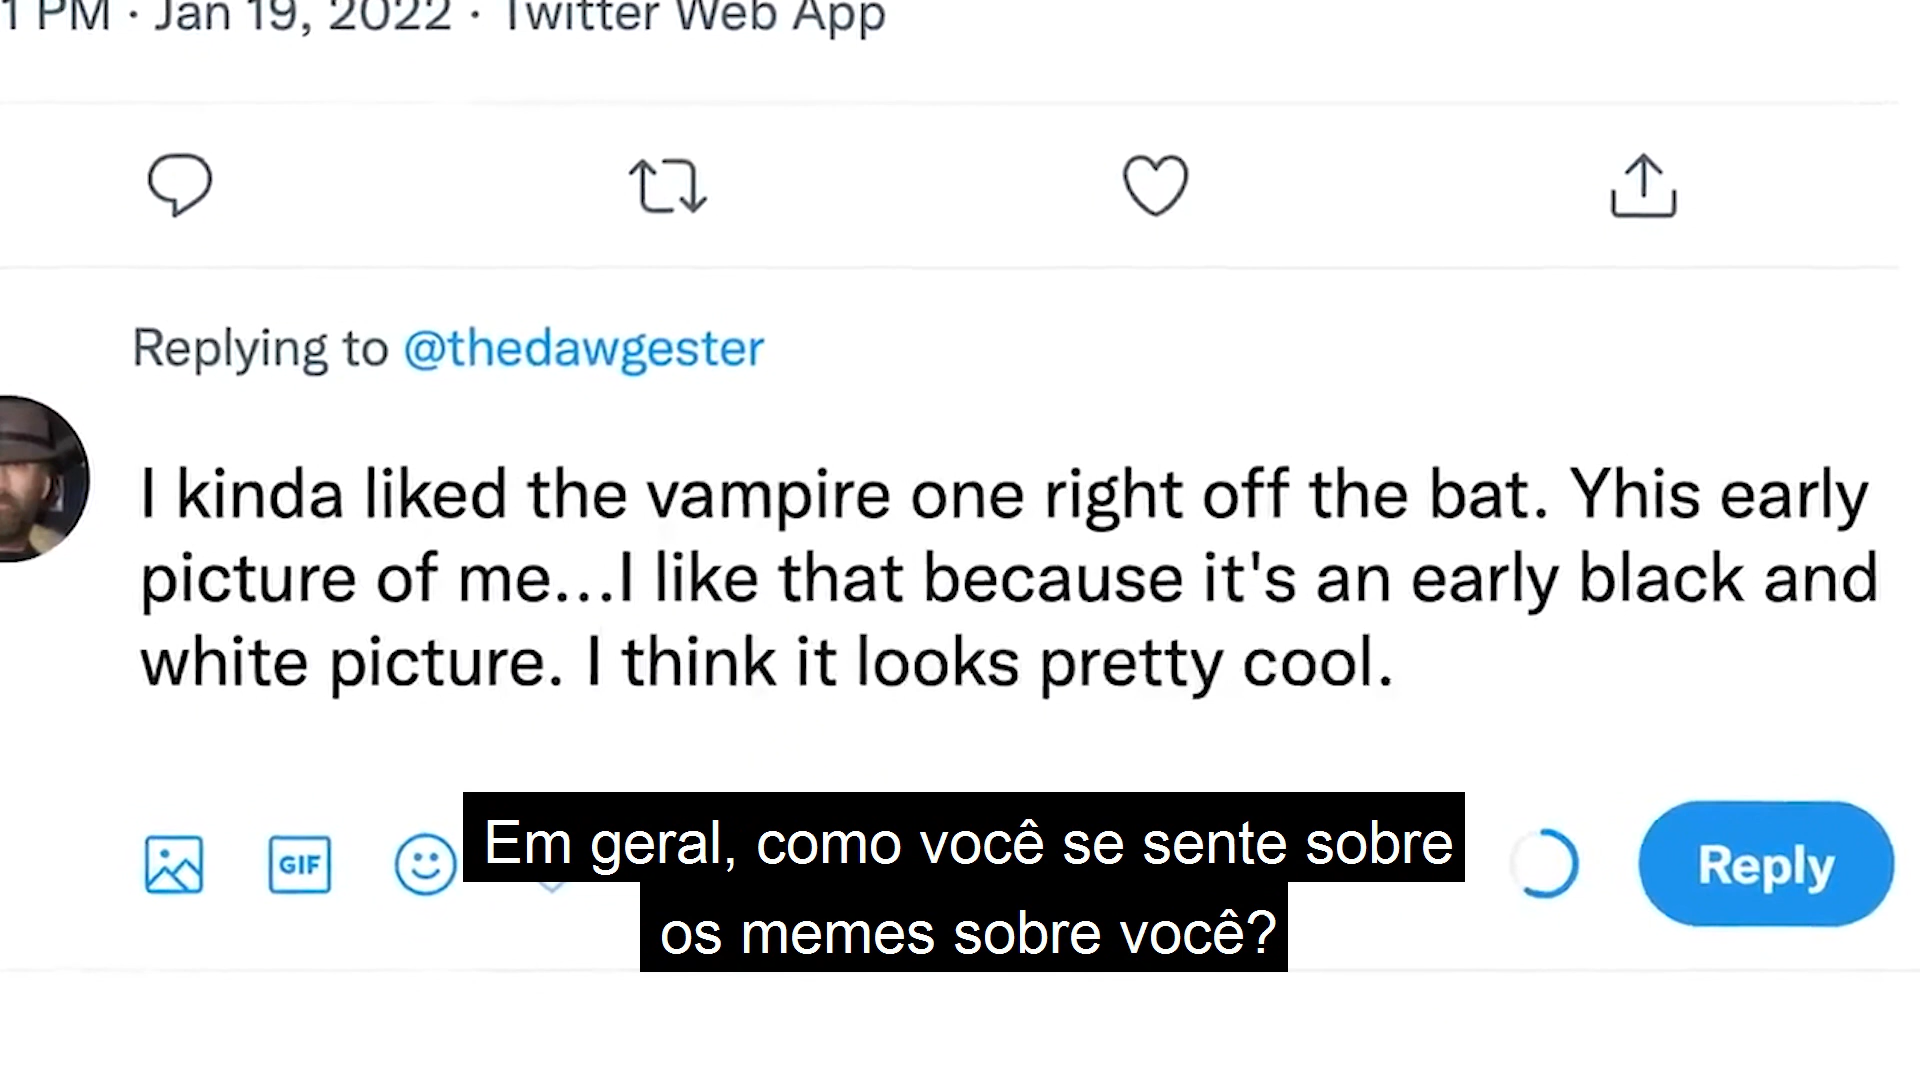 1 PM · Jan 19, 2022 · Twitter Web App
Replying to @thedawgester
I kinda liked the vampire one right off the bat. Yhis early
picture of me...I like that because it's an early black and
white picture. I think it looks pretty cool.
GIF
Em geral, como você se sente sobre
os memes sobre você?
Reply